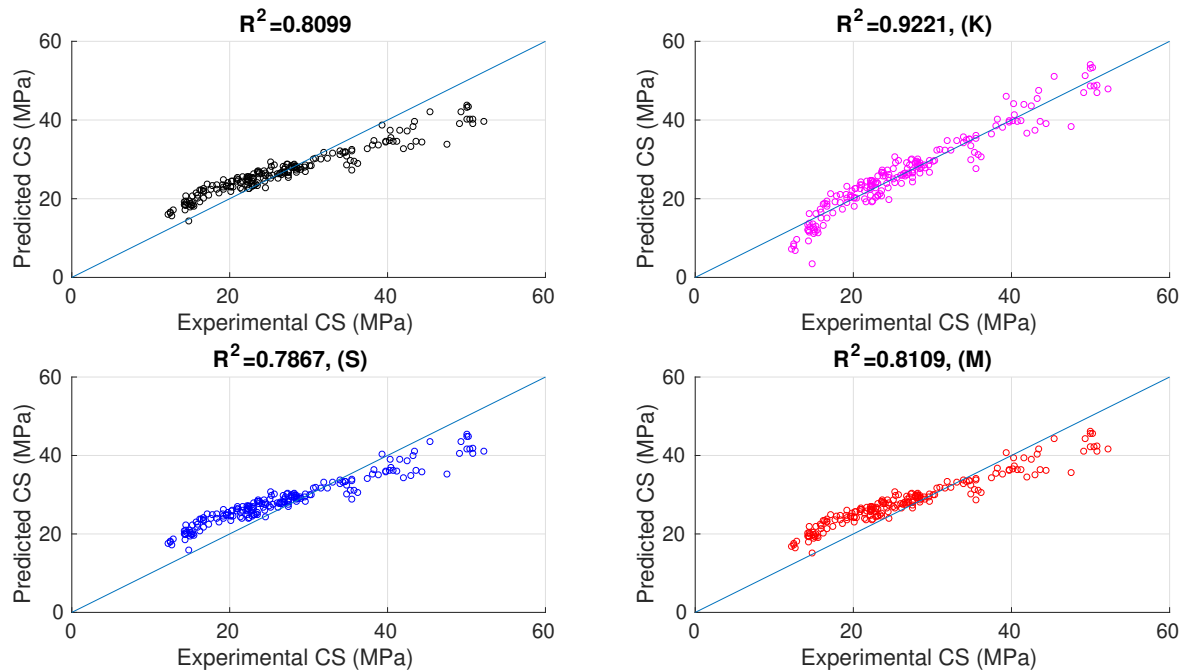 R²=0.8099
Predicted CS (MPa)
60
40
20
0
0 20 40 60
Experimental CS (MPa)
R²=0.9221, (K)
Predicted CS (MPa)
60
40
20
0
0 20 40 60
Experimental CS (MPa)
R²=0.7867, (S)
Predicted CS (MPa)
60
40
20
0
0 20 40 60
Experimental CS (MPa)
R²=0.8109, (M)
Predicted CS (MPa)
60
40
20
0
0 20 40 60
Experimental CS (MPa)